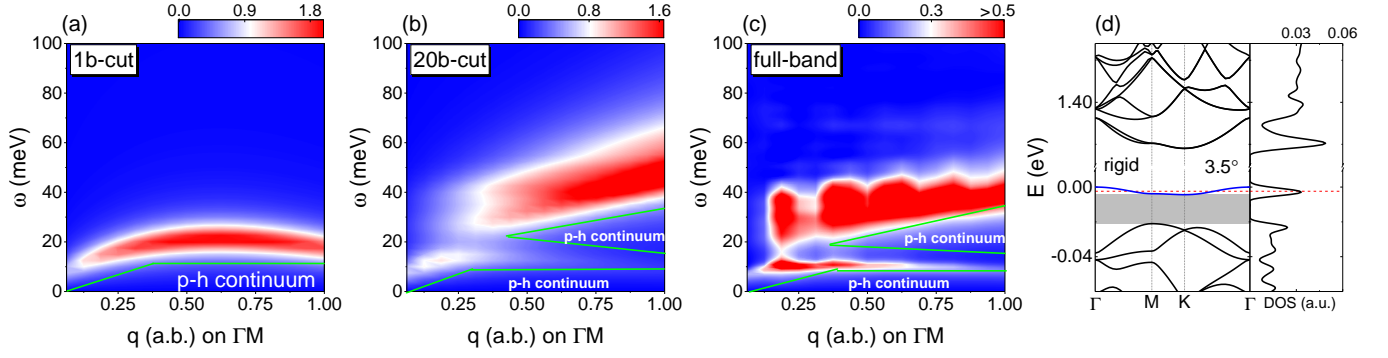 (a)
0.0 0.9 1.8
1b-cut
p-h continuum
100
80
60
40
20
0
ω (meV)
0.25 0.50 0.75 1.00
q (a.b.) on ΓM
(b)
0.0 0.8 1.6
20b-cut
p-h continuum
p-h continuum
100
80
60
40
20
0
ω (meV)
0.25 0.50 0.75 1.00
q (a.b.) on ΓM
(c)
0.0 0.3 >0.5
full-band
p-h continuum
p-h continuum
100
80
60
40
20
0
ω (meV)
0.25 0.50 0.75 1.00
q (a.b.) on ΓM
(d)
0.03 0.06
1.40
0.00
-0.04
E (eV)
rigid 3.5°
Γ M K Γ DOS (a.u.)